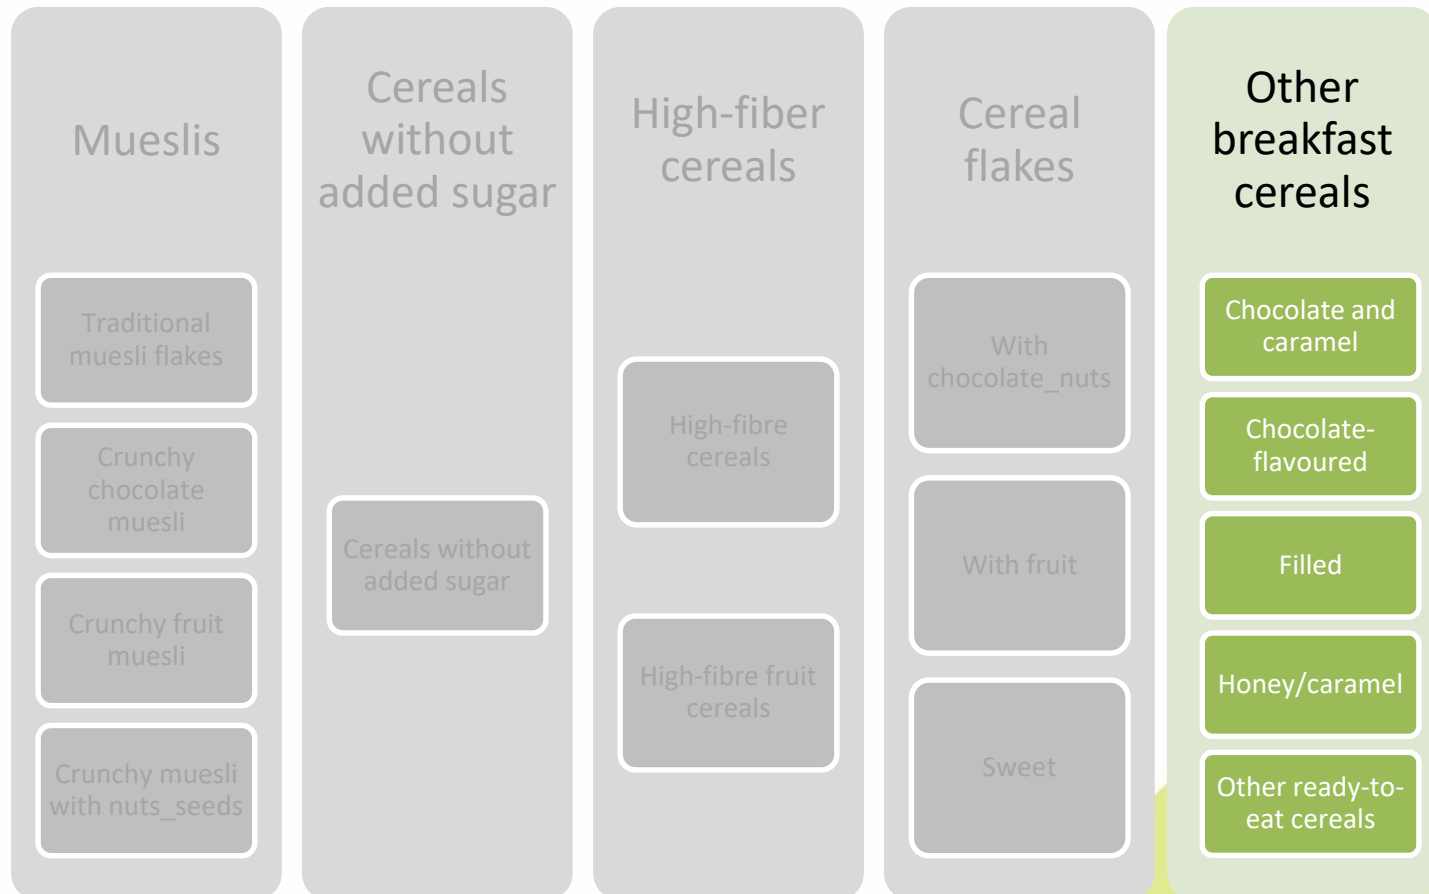 Mueslis
Traditional
muesli flakes
Crunchy
chocolate
muesli
Crunchy fruit
muesli
Crunchy muesli
with nuts_seeds
Cereals
without
added sugar
Cereals without
added sugar
High-fiber
cereals
High-fibre
cereals
High-fibre fruit
cereals
Cereal
flakes
With
chocolate_nuts
With fruit
Sweet
Other
breakfast
cereals
Chocolate and
caramel
Chocolate-
flavoured
Filled
Honey/caramel
Other ready-to-
eat cereals